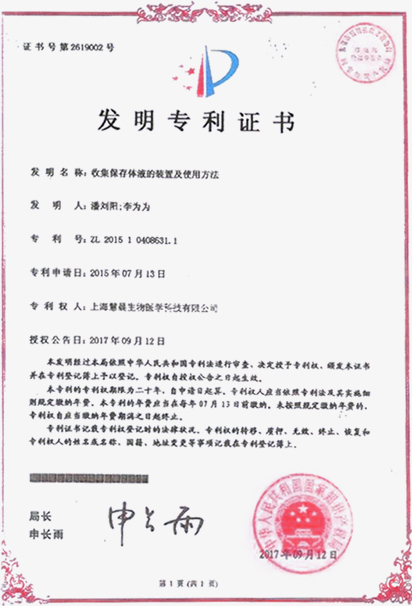 证书号第2619002号
发明专利证书
发明名称：收集保存体液的装置及使用方法
发明人：潘刘阳;李为为
专利号：ZL 2015 1 0408631.1
专利申请日：2015年07月13日
专利权人：上海慧晨生物医学科技有限公司
授权公告日：2017年09月12日
本发明经过本局依照中华人民共和国专利法进行审查，决定授予专利权，颁发本证书
并在专利登记簿上予以登记。专利权自授权公告之日起生效。
本专利的专利权期限为二十年，自申请日起算。专利权人应当依照专利法及其实施细
则规定缴纳年费。本专利的年费应当在每年07月13日前缴纳。未按照规定缴纳年费的，
专利权自应当缴纳年费期满之日起终止。
专利证书记载专利权登记时的法律状况。专利权的转移、质押、无效、终止、恢复和
专利权人的姓名或名称、国籍、地址变更等事项记载在专利登记簿上。
局长
申长雨
申长雨
中华人民共和国国家知识产权局
2017年09月12日
第1页(共1页)